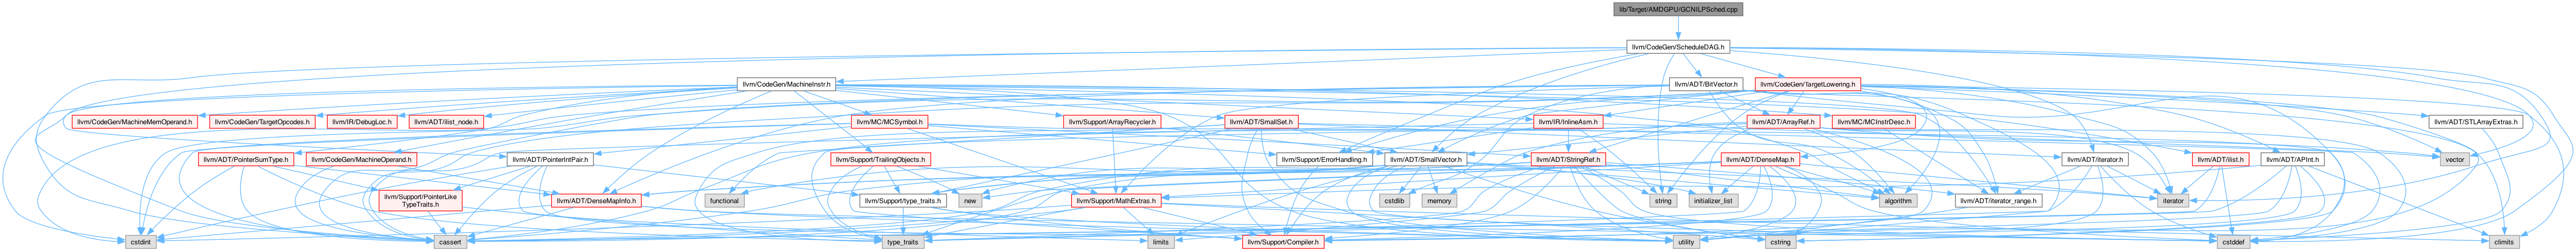 lib/Target/AMDGPU/GCNILPSched.cpp
llvm/CodeGen/ScheduleDAG.h
llvm/CodeGen/MachineInstr.h
llvm/ADT/BitVector.h
llvm/CodeGen/TargetLowering.h
llvm/CodeGen/MachineMemOperand.h
llvm/CodeGen/TargetOpcodes.h
llvm/IR/DebugLoc.h
llvm/ADT/ilist_node.h
llvm/MC/MCSymbol.h
llvm/Support/ArrayRecycler.h
llvm/ADT/SmallSet.h
llvm/IR/InlineAsm.h
llvm/ADT/ArrayRef.h
llvm/MC/MCInstrDesc.h
llvm/ADT/STLExtras.h
llvm/ADT/PointerSumType.h
llvm/CodeGen/MachineOperand.h
llvm/ADT/PointerIntPair.h
llvm/Support/TrailingObjects.h
llvm/Support/ErrorHandling.h
llvm/ADT/SmallVector.h
llvm/ADT/StringRef.h
llvm/ADT/DenseMap.h
llvm/ADT/iterator.h
llvm/ADT/ilist.h
llvm/ADT/APInt.h
vector
llvm/Support/PointerLike
TypeTraits.h
llvm/ADT/DenseMapInfo.h
functional
llvm/Support/type_traits.h
new
llvm/Support/MathExtras.h
cstdlib
memory
string
initializer_list
algorithm
llvm/ADT/iterator_range.h
iterator
cstdint
cassert
type_traits
limits
llvm/Support/Compiler.h
utility
cstring
cstddef
climits